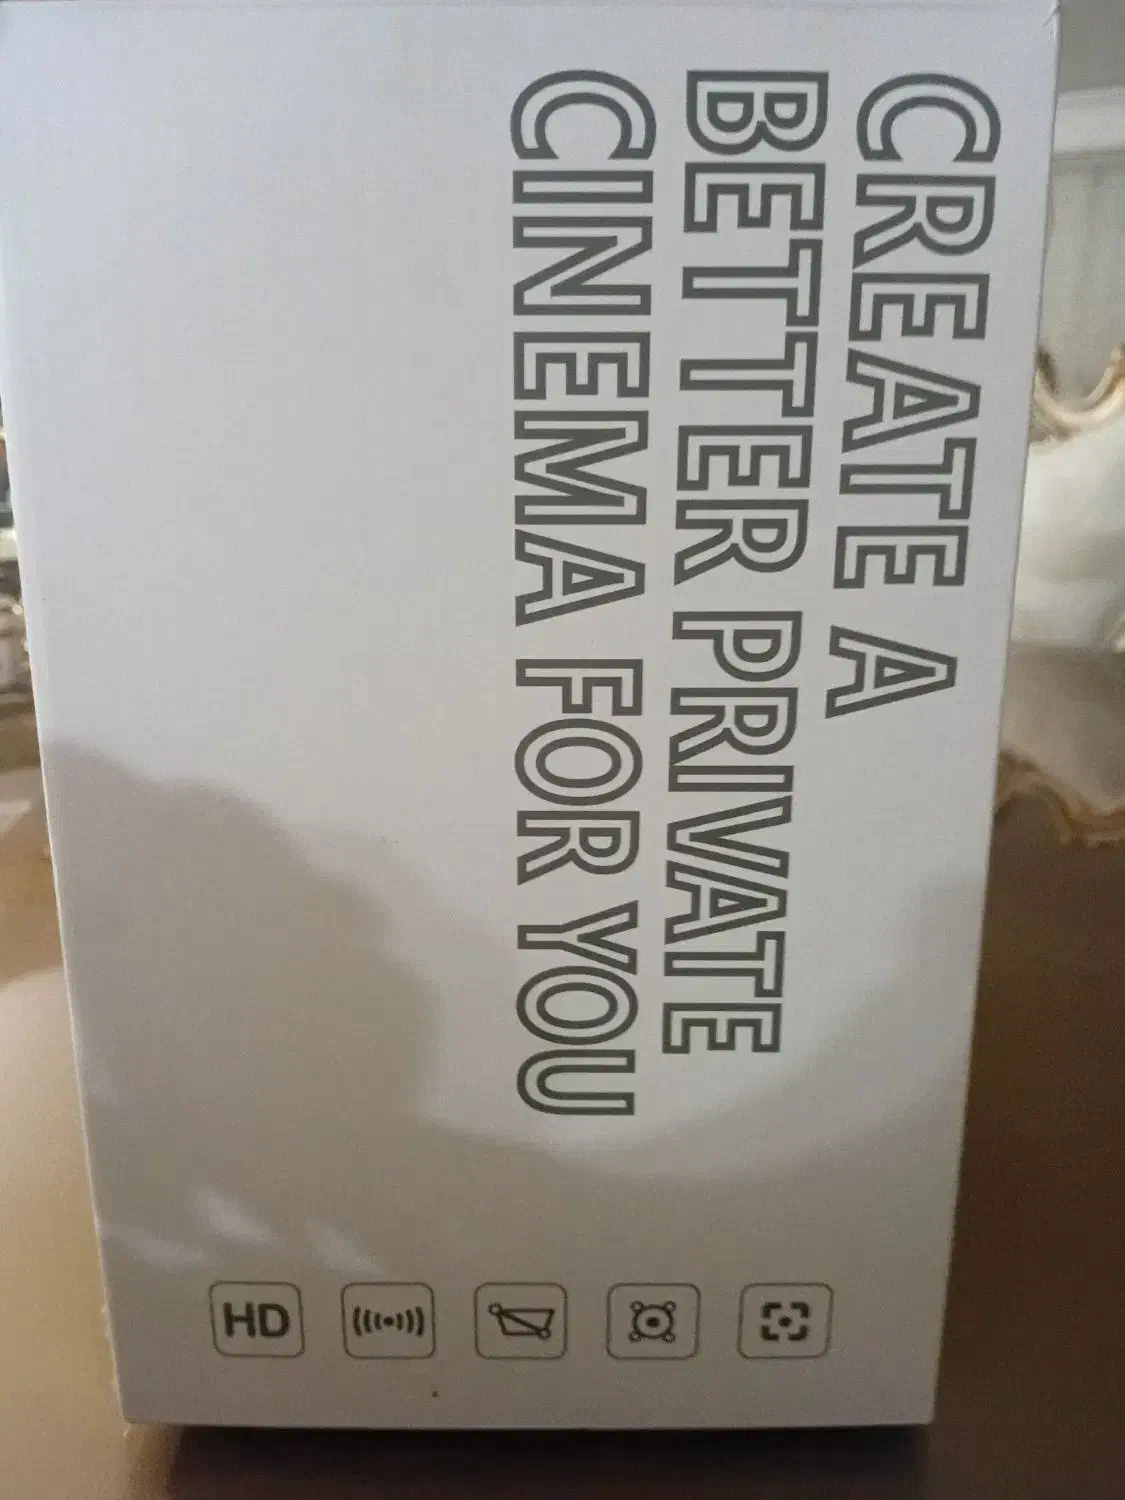 CREATE A
BETTER PRIVATE
CINEMA FOR YOU
HD